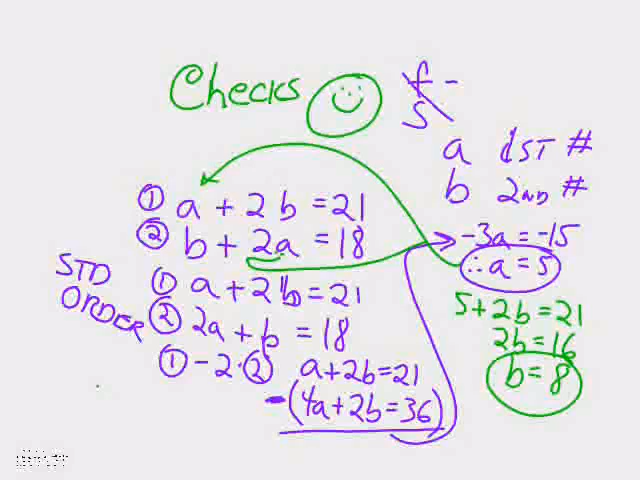 Checks
f -
s
a 1ST #
b 2ND #
① a + 2b = 21
② b + 2a = 18
STD ORDER
① a + 2b = 21
② 2a + b = 18
① - 2·② a + 2b = 21
- (4a + 2b = 36)
-3a = -15
∴ a = 5
5 + 2b = 21
2b = 16
b = 8